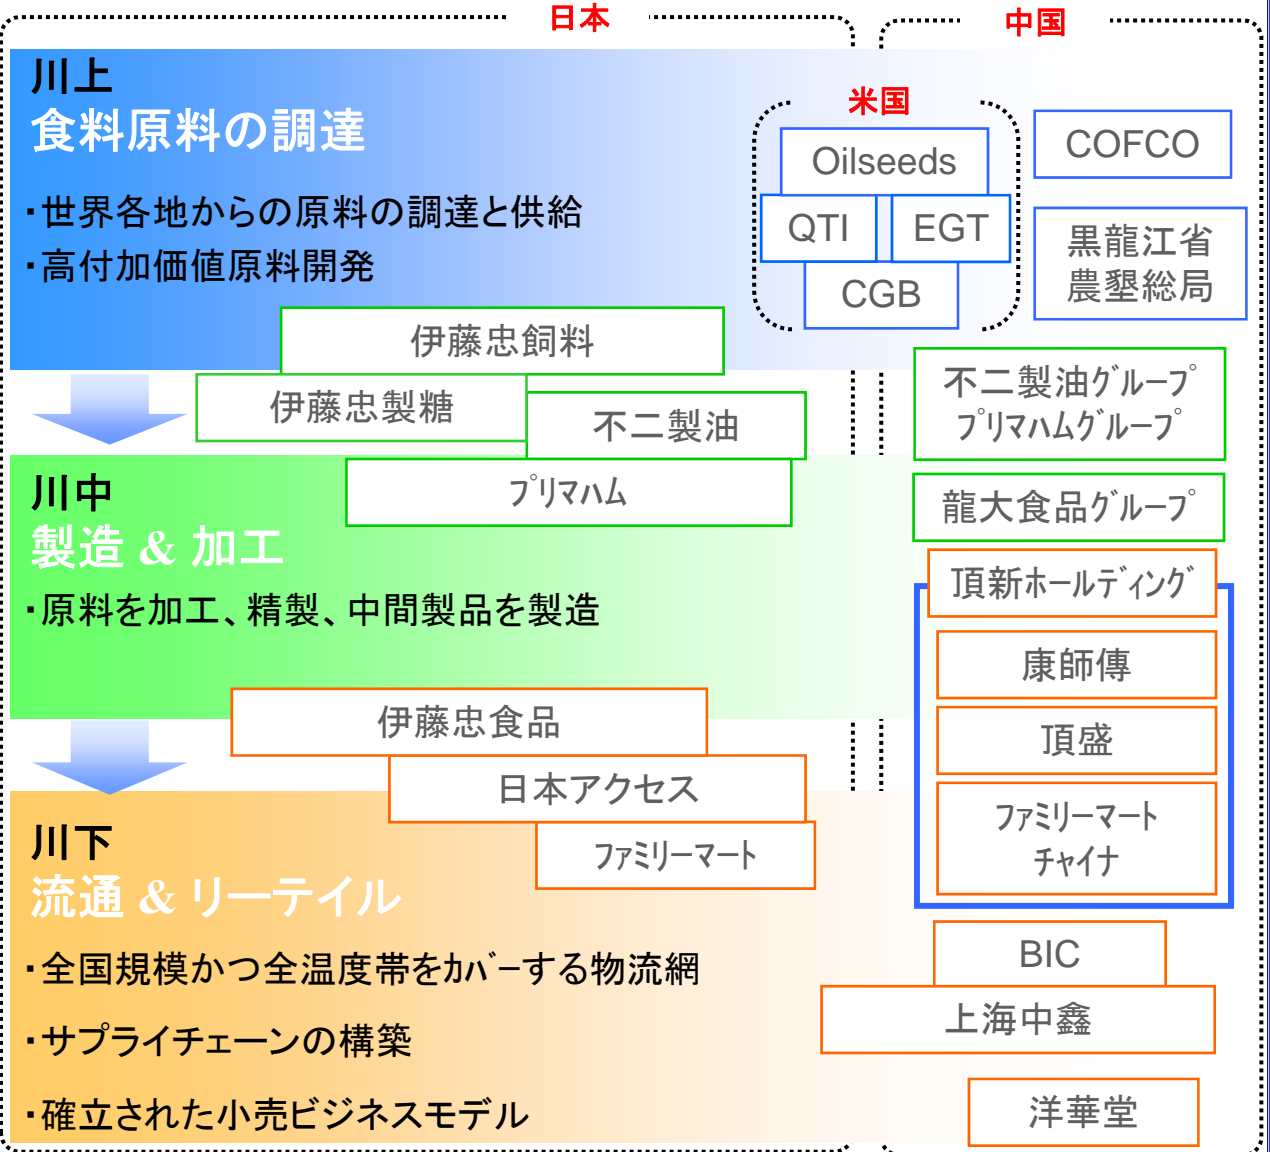 日本
中国
川上
食料原料の調達
・世界各地からの原料の調達と供給
・高付加価値原料開発
米国
Oilseeds
QTI
EGT
CGB
COFCO
黒龍江省
農墾総局
伊藤忠飼料
伊藤忠製糖
不二製油
プリマハム
不二製油グループ
プリマハムグループ
龍大食品グループ
川中
製造 & 加工
・原料を加工、精製、中間製品を製造
頂新ホールディング
康師傅
頂盛
ファミリーマート
チャイナ
伊藤忠食品
日本アクセス
ファミリーマート
川下
流通 & リーテイル
・全国規模かつ全温度帯をカバーする物流網
・サプライチェーンの構築
・確立された小売ビジネスモデル
BIC
上海中鑫
洋華堂